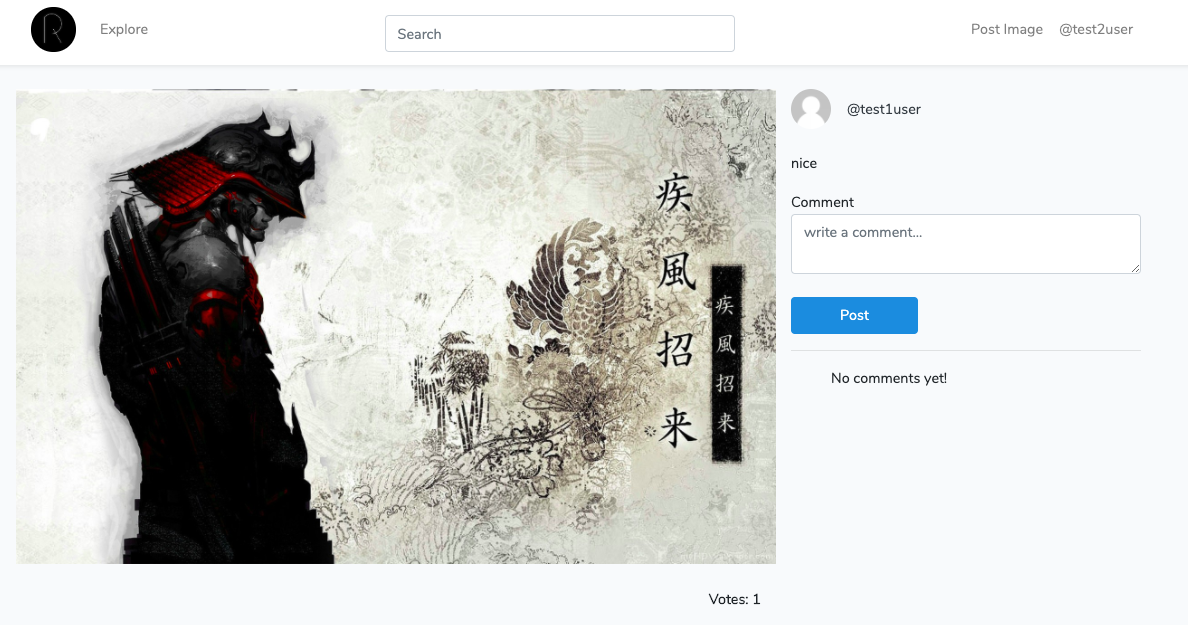 R
Explore
Search
Post Image
@test2user
@test1user
nice
Comment
write a comment...
Post
No comments yet!
疾風招来
疾風招来
Votes: 1